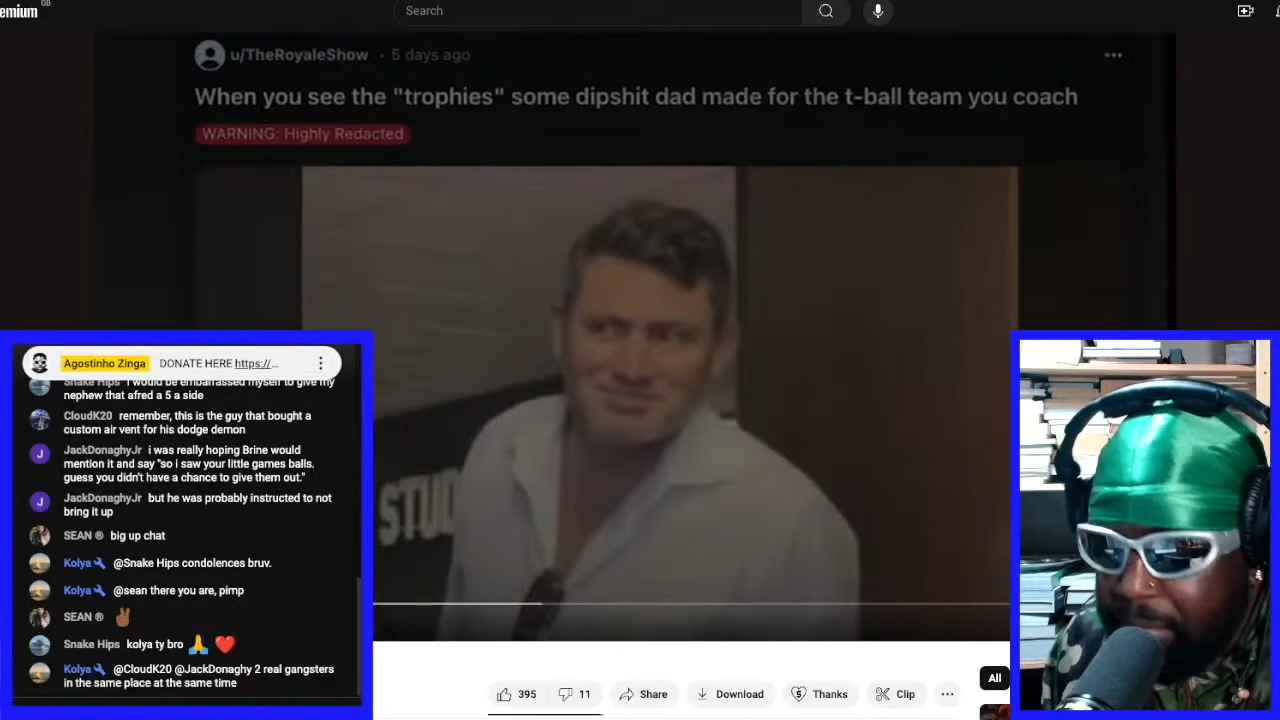 emium GB
Search
u/TheRoyaleShow • 5 days ago
When you see the "trophies" some dipshit dad made for the t-ball team you coach
WARNING: Highly Redacted
STUD
Agostinho Zinga DONATE HERE https://...
Snake Hips I would be embarrassed myself to give my
nephew that afred a 5 a side
CloudK20 remember, this is the guy that bought a
custom air vent for his dodge demon
JackDonaghyJr i was really hoping Brine would
mention it and say "so i saw your little games balls.
guess you didn't have a chance to give them out."
JackDonaghyJr but he was probably instructed to not
bring it up
SEAN ® big up chat
Kolya @Snake Hips condolences bruv.
Kolya @sean there you are, pimp
SEAN ® ✌🏾
Snake Hips kolya ty bro 🙏 ❤️
Kolya @CloudK20 @JackDonaghy 2 real gangsters
in the same place at the same time
395
11
Share
Download
Thanks
Clip
All